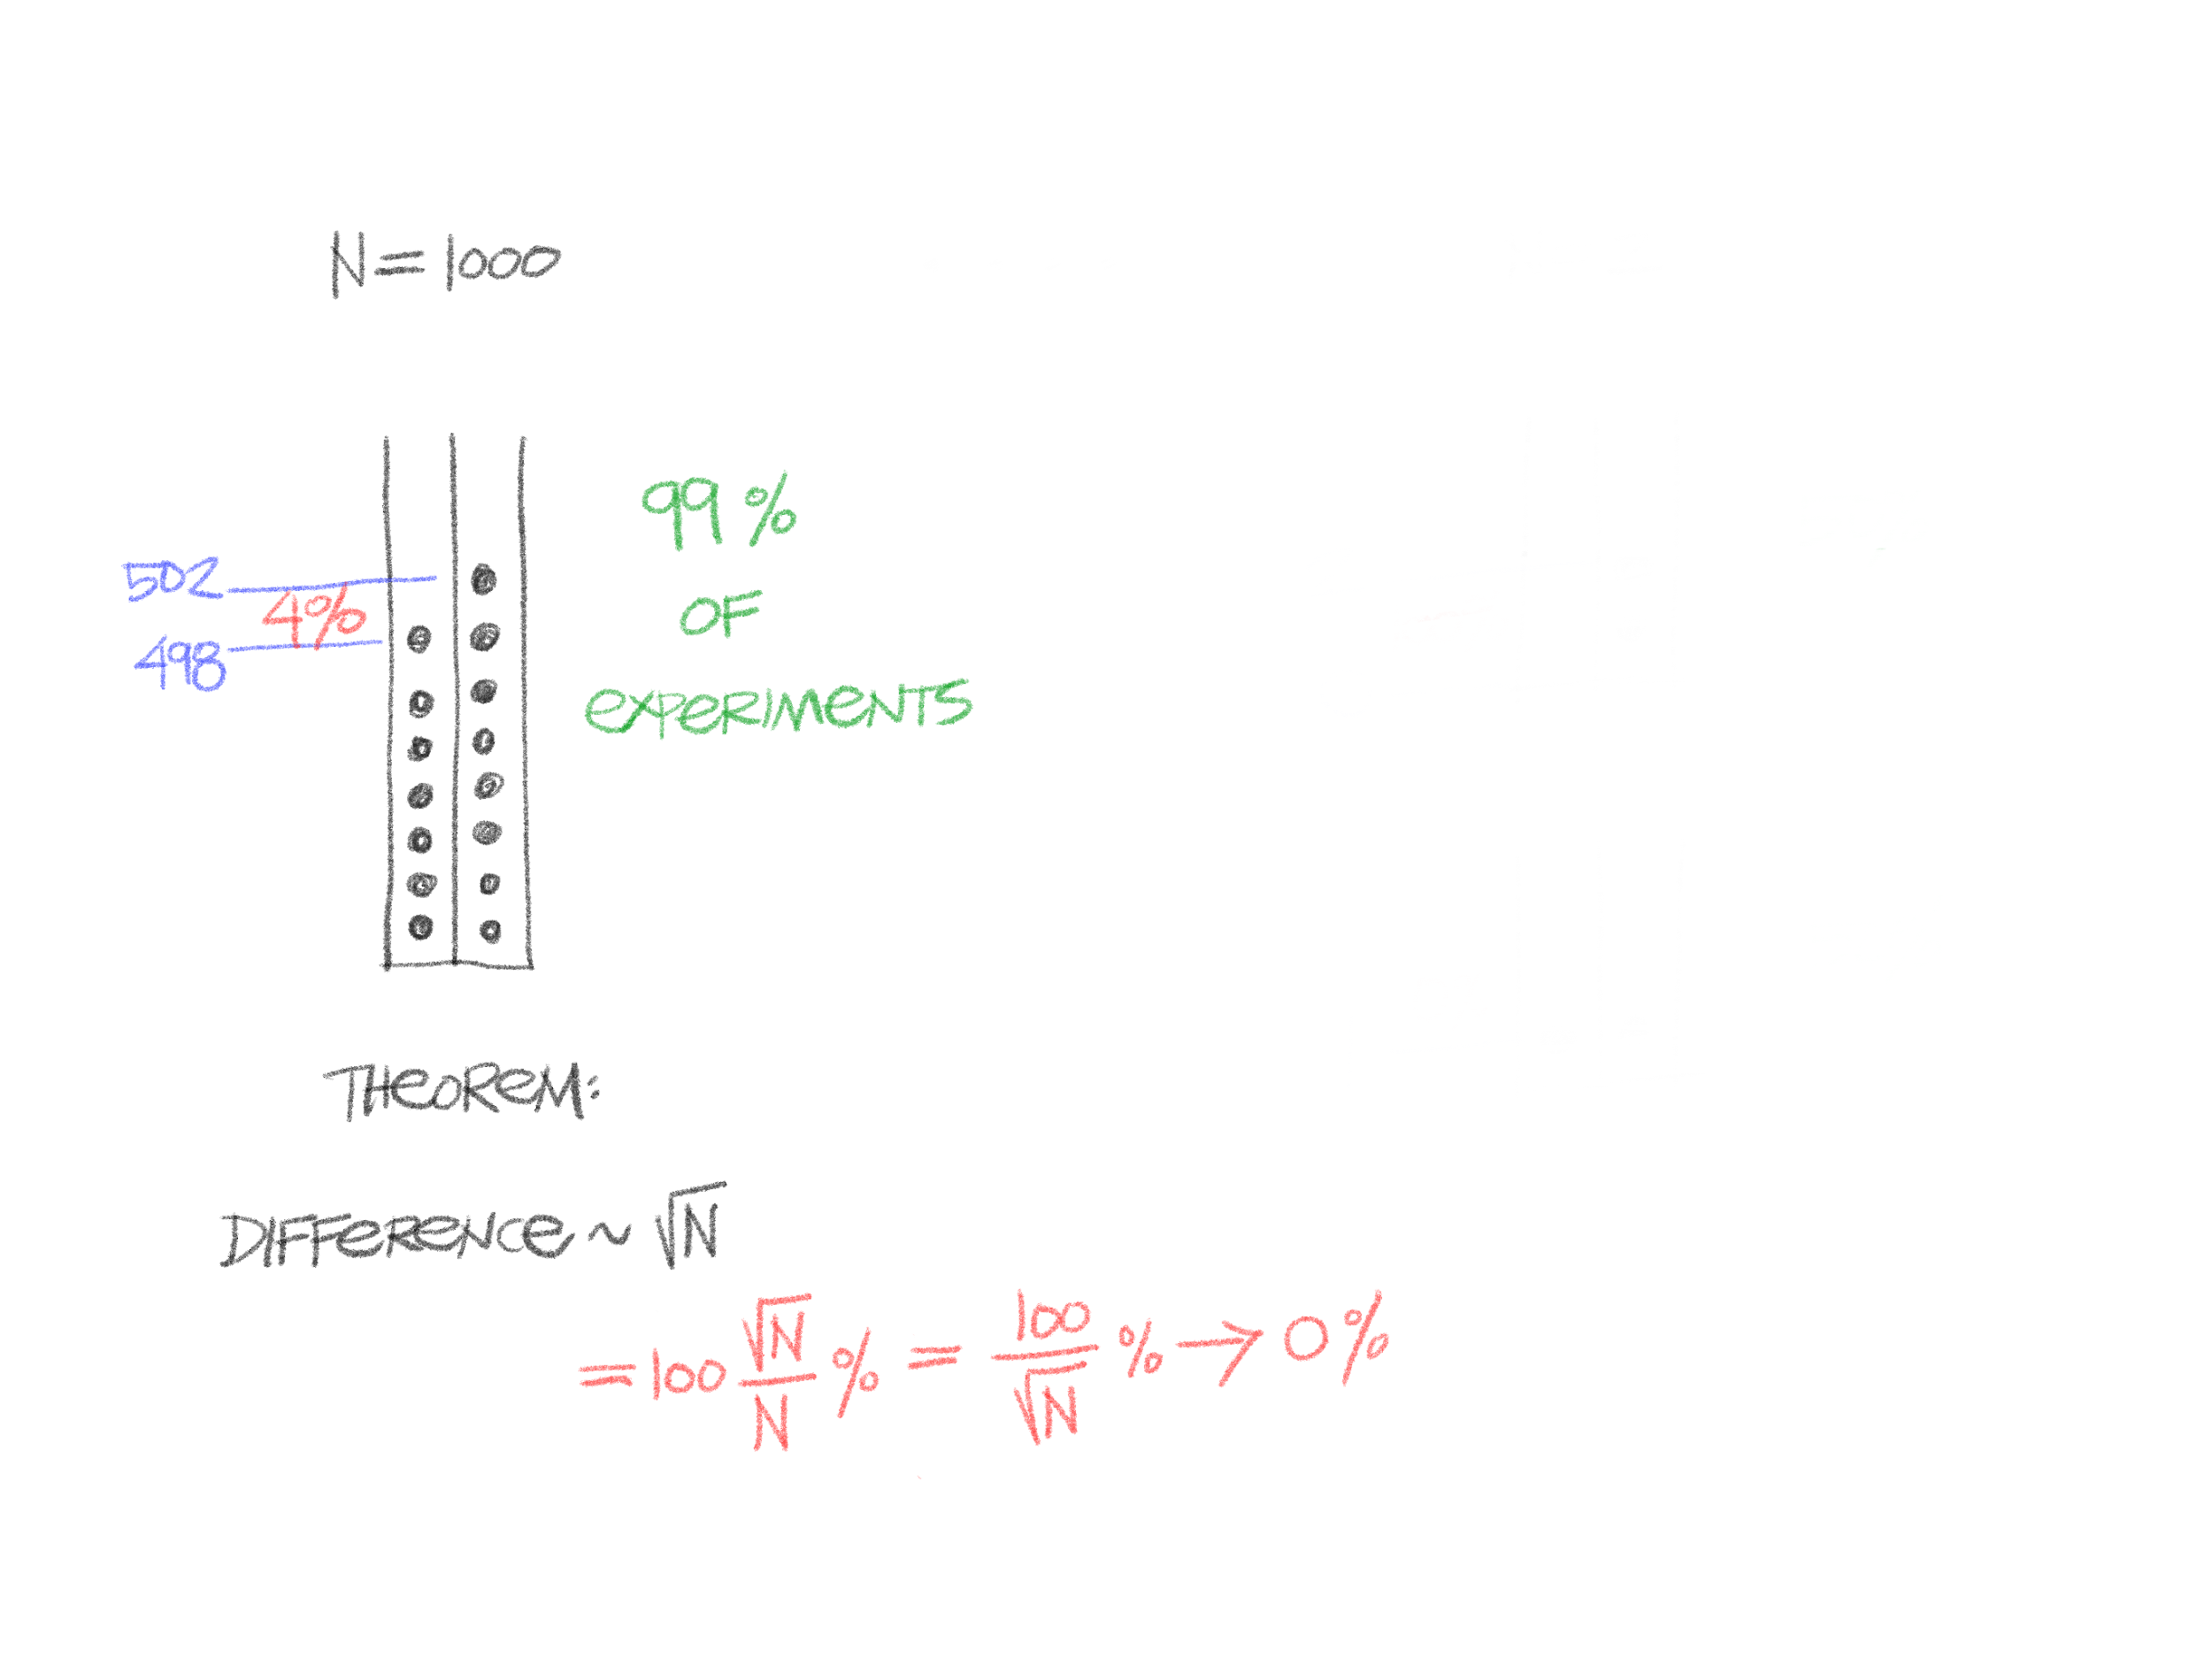 N=1000
99%
502
4%
OF
498
EXPERIMENTS
THEOREM:
DIFFERENCE ~ √N
= 100 √N/N % = 100/√N % → 0%